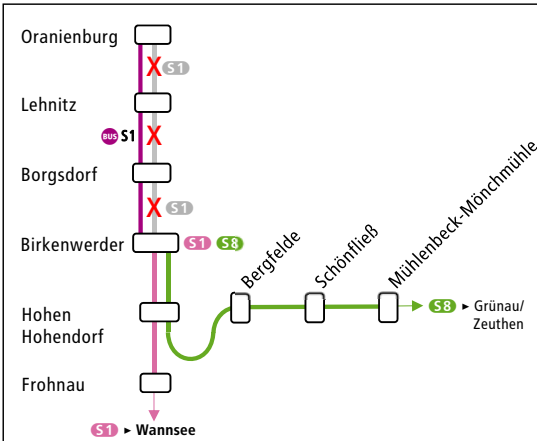 Oranienburg
X S1
Lehnitz
BUS S1 X
Borgsdorf
X S1
Birkenwerder S1 S8
Bergfelde
Schönfließ
Mühlenbeck-Mönchmühle
Hohen
Hohendorf
S8 ► Grünau/
Zeuthen
Frohnau
S1 ► Wannsee